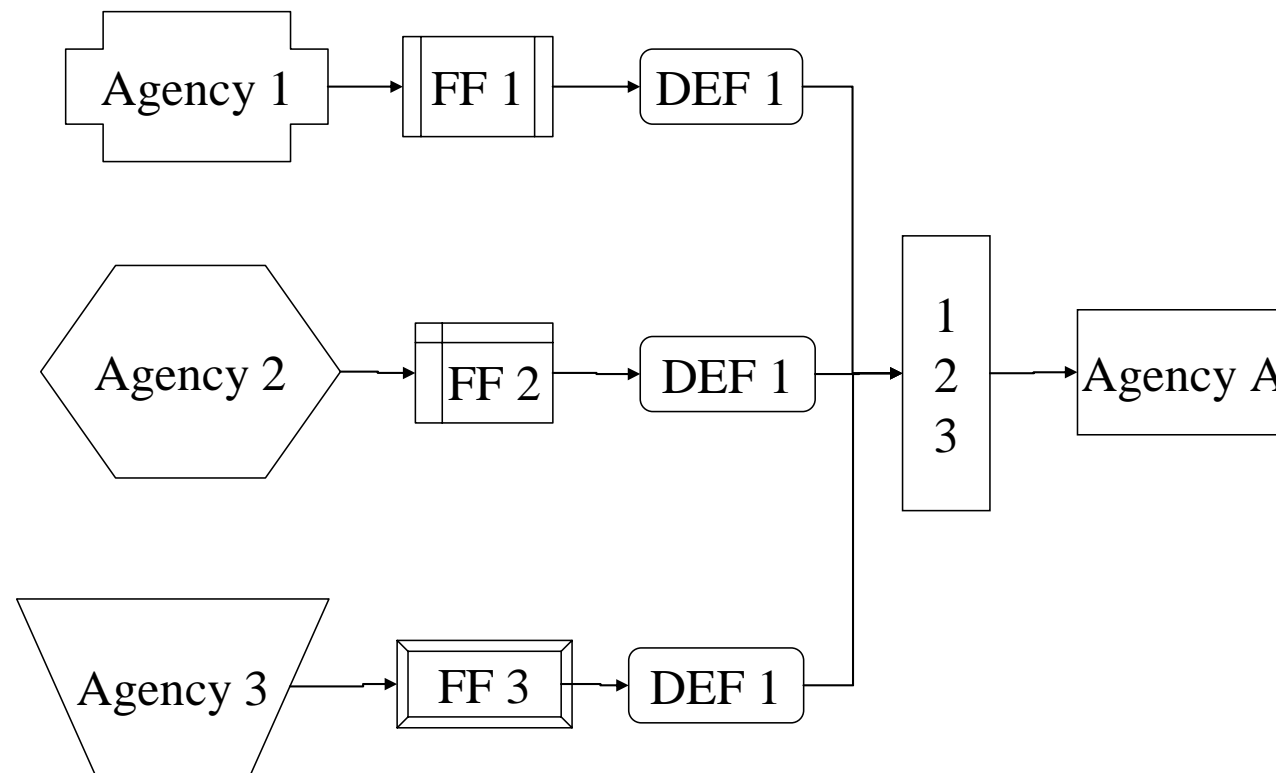 Agency 1
FF 1
DEF 1
Agency 2
FF 2
DEF 1
1
2
3
Agency A
Agency 3
FF 3
DEF 1